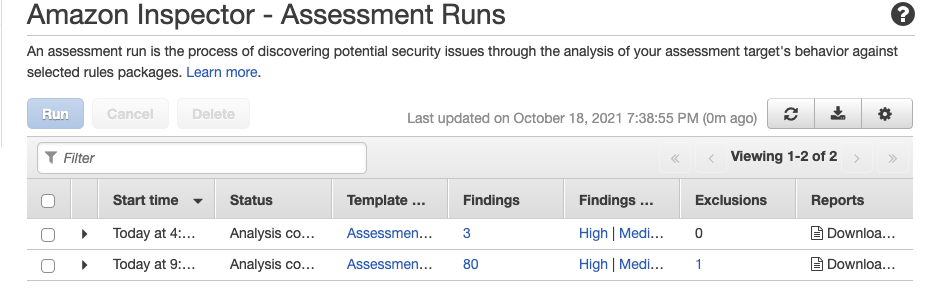 Amazon Inspector - Assessment Runs
An assessment run is the process of discovering potential security issues through the analysis of your assessment target's behavior against
selected rules packages. Learn more.
Run Cancel Delete Last updated on October 18, 2021 7:38:55 PM (0m ago)
Filter « < Viewing 1-2 of 2 > »
Start time Status Template ... Findings Findings ... Exclusions Reports
Today at 4:... Analysis co... Assessmen... 3 High | Medi... 0 Downloa...
Today at 9:... Analysis co... Assessmen... 80 High | Medi... 1 Downloa...